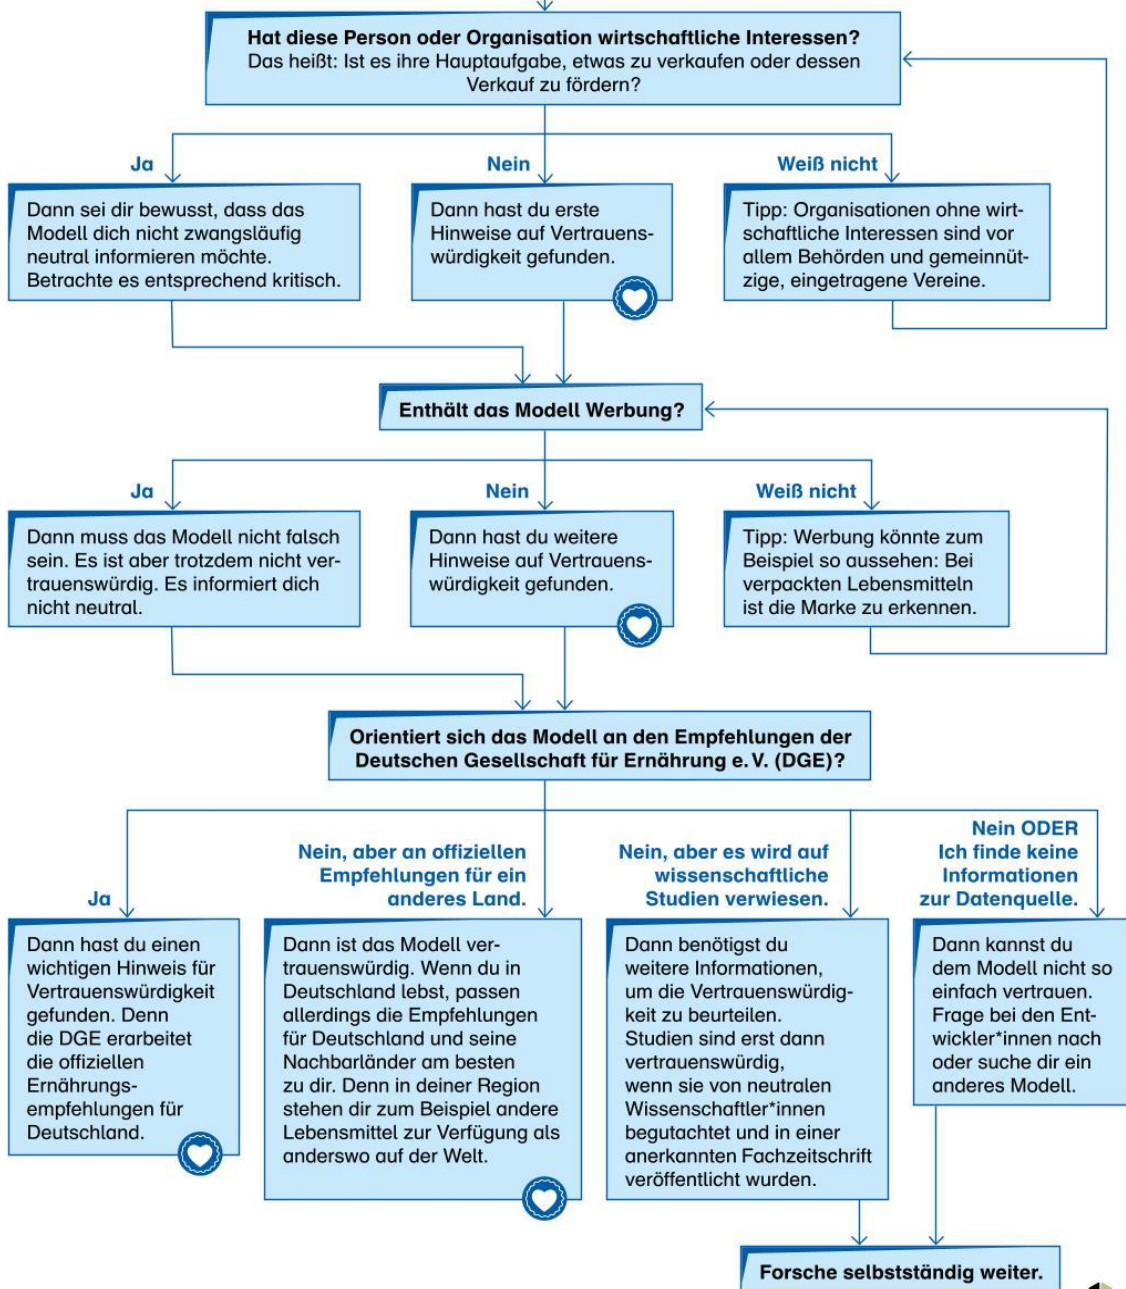 Hat diese Person oder Organisation wirtschaftliche Interessen?
Das heißt: Ist es ihre Hauptaufgabe, etwas zu verkaufen oder dessen
Verkauf zu fördern?
Ja
Dann sei dir bewusst, dass das
Modell dich nicht zwangsläufig
neutral informieren möchte.
Betrachte es entsprechend kritisch.
Nein
Dann hast du erste
Hinweise auf Vertrauens-
würdigkeit gefunden.
Weiß nicht
Tipp: Organisationen ohne wirt-
schaftliche Interessen sind vor
allem Behörden und gemeinnüt-
zige, eingetragene Vereine.
Enthält das Modell Werbung?
Ja
Dann muss das Modell nicht falsch
sein. Es ist aber trotzdem nicht ver-
trauenswürdig. Es informiert dich
nicht neutral.
Nein
Dann hast du weitere
Hinweise auf Vertrauens-
würdigkeit gefunden.
Weiß nicht
Tipp: Werbung könnte zum
Beispiel so aussehen: Bei
verpackten Lebensmitteln
ist die Marke zu erkennen.
Orientiert sich das Modell an den Empfehlungen der
Deutschen Gesellschaft für Ernährung e. V. (DGE)?
Ja
Dann hast du einen
wichtigen Hinweis für
Vertrauenswürdigkeit
gefunden. Denn
die DGE erarbeitet
die offiziellen
Ernährungs-
empfehlungen für
Deutschland.
Nein, aber an offiziellen
Empfehlungen für ein
anderes Land.
Dann ist das Modell ver-
trauenswürdig. Wenn du in
Deutschland lebst, passen
allerdings die Empfehlungen
für Deutschland und seine
Nachbarländer am besten
zu dir. Denn in deiner Region
stehen dir zum Beispiel andere
Lebensmittel zur Verfügung als
anderswo auf der Welt.
Nein, aber es wird auf
wissenschaftliche
Studien verwiesen.
Dann benötigst du
weitere Informationen,
um die Vertrauenswürdig-
keit zu beurteilen.
Studien sind erst dann
vertrauenswürdig,
wenn sie von neutralen
Wissenschaftler*innen
begutachtet und in einer
anerkannten Fachzeitschrift
veröffentlicht wurden.
Nein ODER
Ich finde keine
Informationen
zur Datenquelle.
Dann kannst du
dem Modell nicht so
einfach vertrauen.
Frage bei den Ent-
wickler*innen nach
oder suche dir ein
anderes Modell.
Forsche selbstständig weiter.